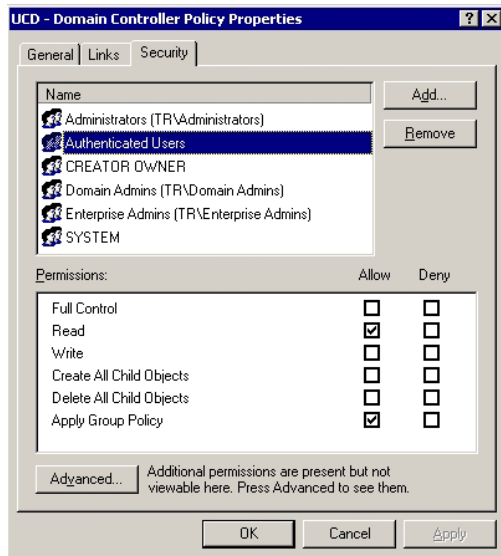 UCD - Domain Controller Policy Properties
General Links Security
Name
Administrators (TR\Administrators)
Authenticated Users
CREATOR OWNER
Domain Admins (TR\Domain Admins)
Enterprise Admins (TR\Enterprise Admins)
SYSTEM
Add...
Remove
Permissions: Allow Deny
Full Control
Read
Write
Create All Child Objects
Delete All Child Objects
Apply Group Policy
Advanced...
Additional permissions are present but not
viewable here. Press Advanced to see them.
OK Cancel Apply